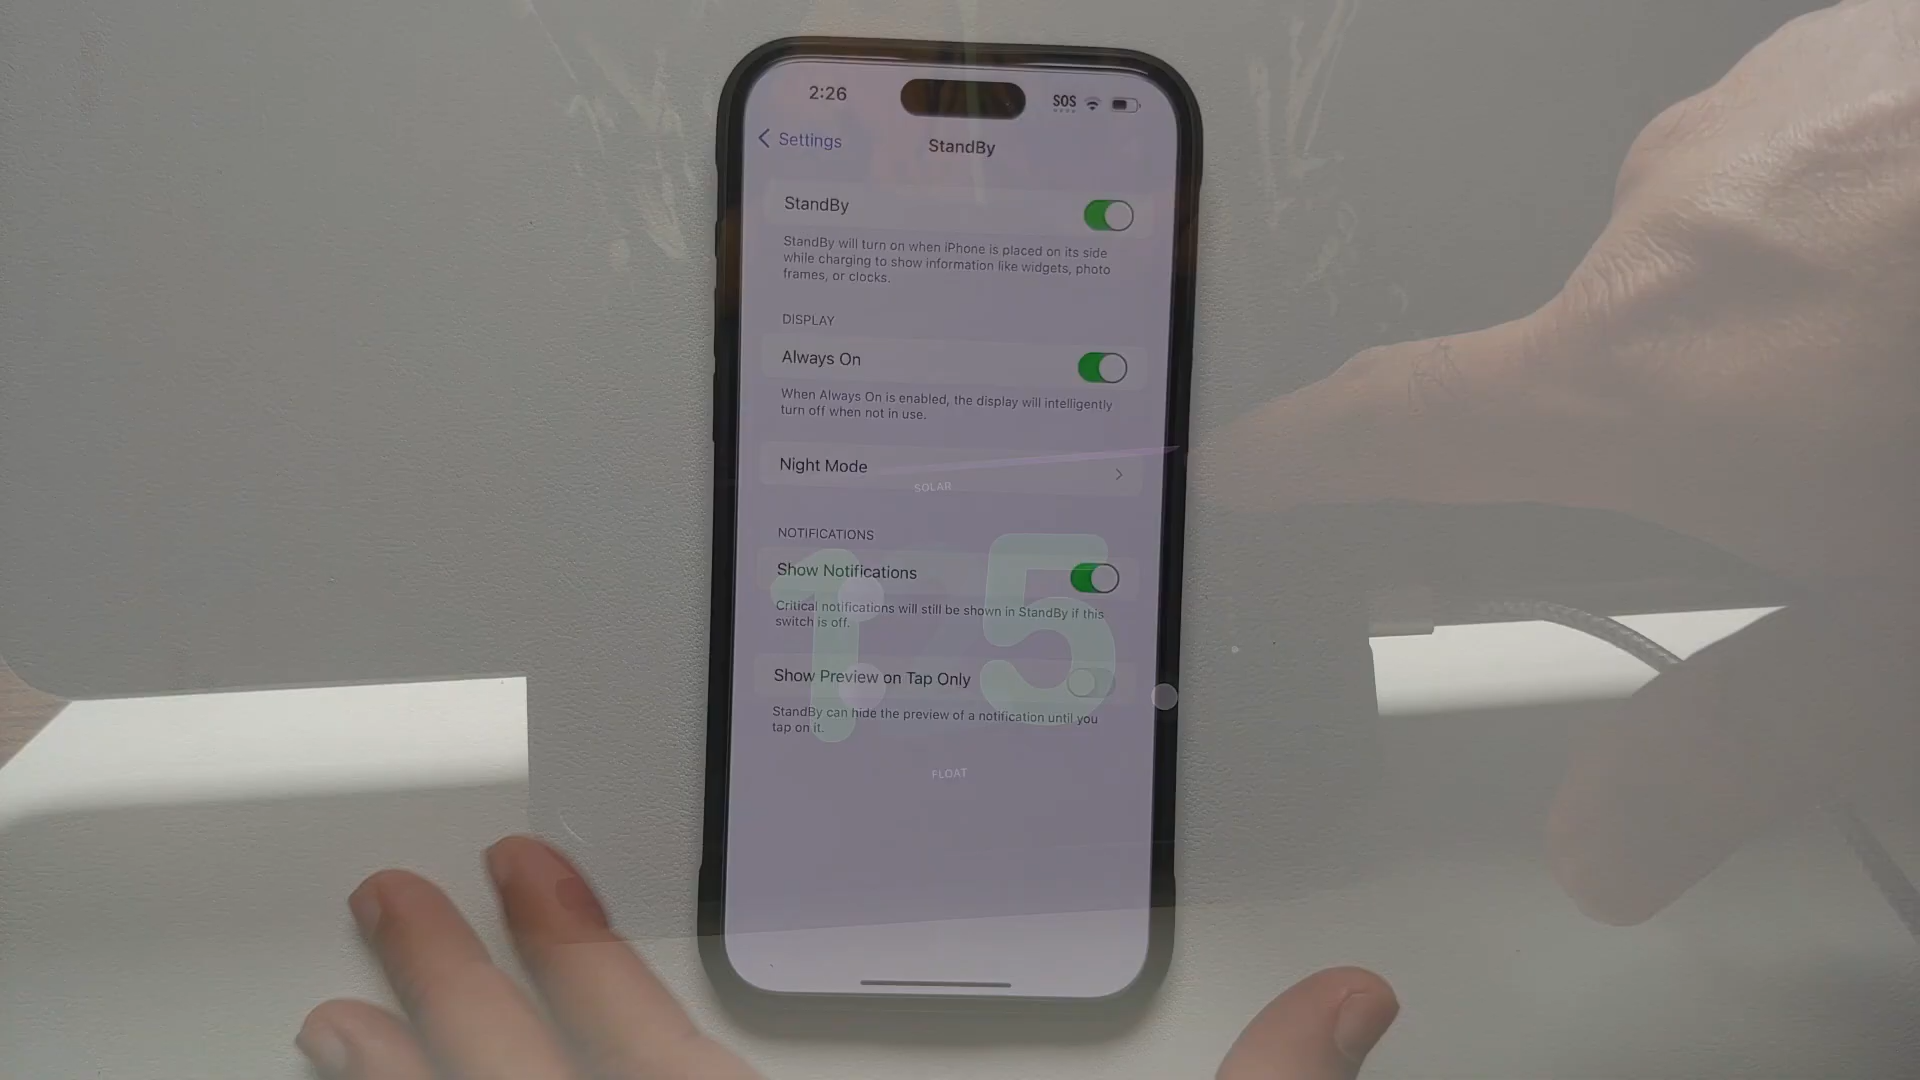 2:26
SOS
Settings
StandBy
StandBy
StandBy will turn on when iPhone is placed on its side
while charging to show information like widgets, photo
frames, or clocks.
DISPLAY
Always On
When Always On is enabled, the display will intelligently
turn off when not in use.
Night Mode
SOLAR
NOTIFICATIONS
Show Notifications
1:5
Critical notifications will still be shown in StandBy if this
switch is off.
Show Preview on Tap Only
StandBy can hide the preview of a notification until you
tap on it.
FLOAT